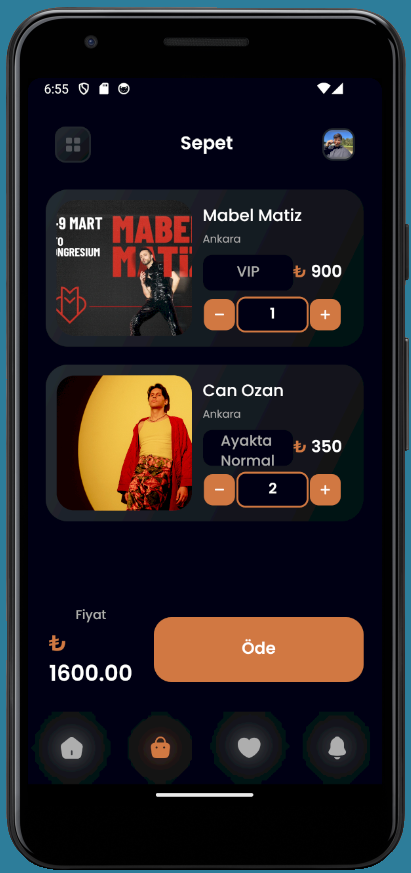 6:55
Sepet
9 MART
MABE
MATI
NGRESIUM
Mabel Matiz
Ankara
VIP
₺ 900
− 1 +
Can Ozan
Ankara
Ayakta
Normal
₺ 350
− 2 +
Fiyat
₺
1600.00
Öde